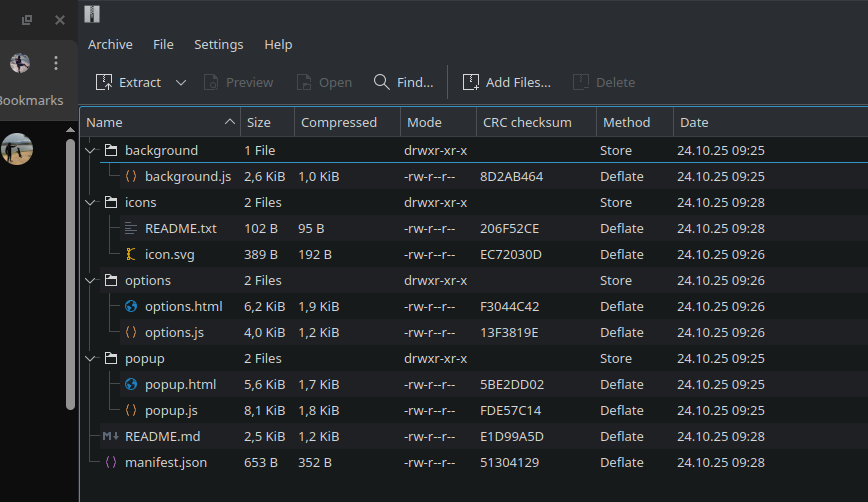 Archive File Settings Help
Extract Preview Open Find... Add Files... Delete
Bookmarks
Name Size Compressed Mode CRC checksum Method Date
background 1 File drwxr-xr-x Store 24.10.25 09:25
background.js 2,6 KiB 1,0 KiB -rw-r--r-- 8D2AB464 Deflate 24.10.25 09:25
icons 2 Files drwxr-xr-x Store 24.10.25 09:28
README.txt 102 B 95 B -rw-r--r-- 206F52CE Deflate 24.10.25 09:28
icon.svg 389 B 192 B -rw-r--r-- EC72030D Deflate 24.10.25 09:26
options 2 Files drwxr-xr-x Store 24.10.25 09:26
options.html 6,2 KiB 1,9 KiB -rw-r--r-- F3044C42 Deflate 24.10.25 09:26
options.js 4,0 KiB 1,2 KiB -rw-r--r-- 13F3819E Deflate 24.10.25 09:26
popup 2 Files drwxr-xr-x Store 24.10.25 09:25
popup.html 5,6 KiB 1,7 KiB -rw-r--r-- 5BE2DD02 Deflate 24.10.25 09:25
popup.js 8,1 KiB 1,8 KiB -rw-r--r-- FDE57C14 Deflate 24.10.25 09:25
README.md 2,5 KiB 1,2 KiB -rw-r--r-- E1D99A5D Deflate 24.10.25 09:28
manifest.json 653 B 352 B -rw-r--r-- 51304129 Deflate 24.10.25 09:28